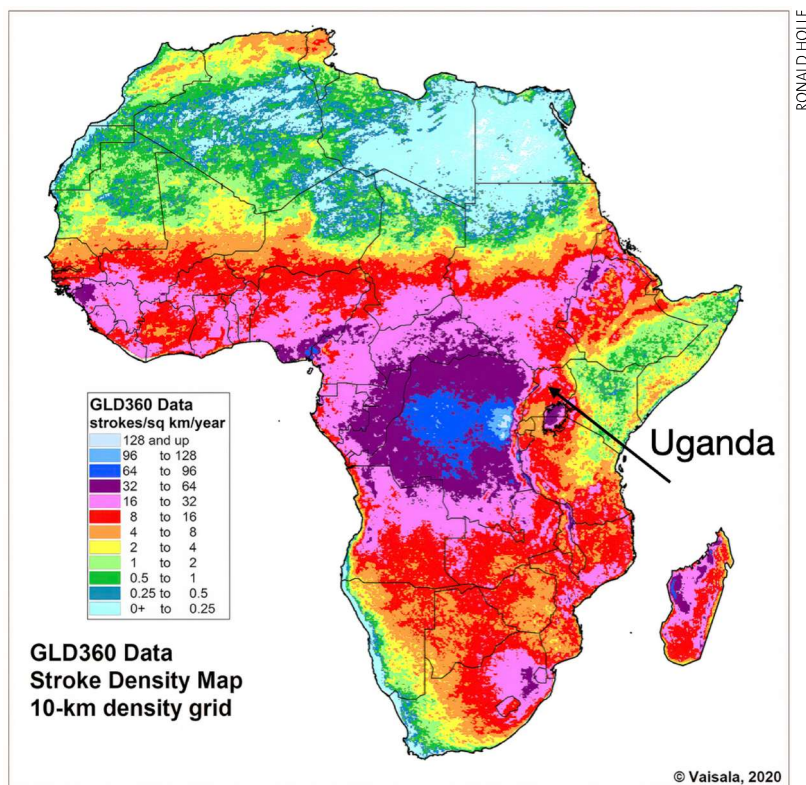 RONALD HOLLE
GLD360 Data
strokes/sq km/year
128 and up
96 to 128
64 to 96
32 to 64
16 to 32
8 to 16
4 to 8
2 to 4
1 to 2
0.5 to 1
0.25 to 0.5
0+ to 0.25
Uganda
GLD360 Data
Stroke Density Map
10-km density grid
© Vaisala, 2020